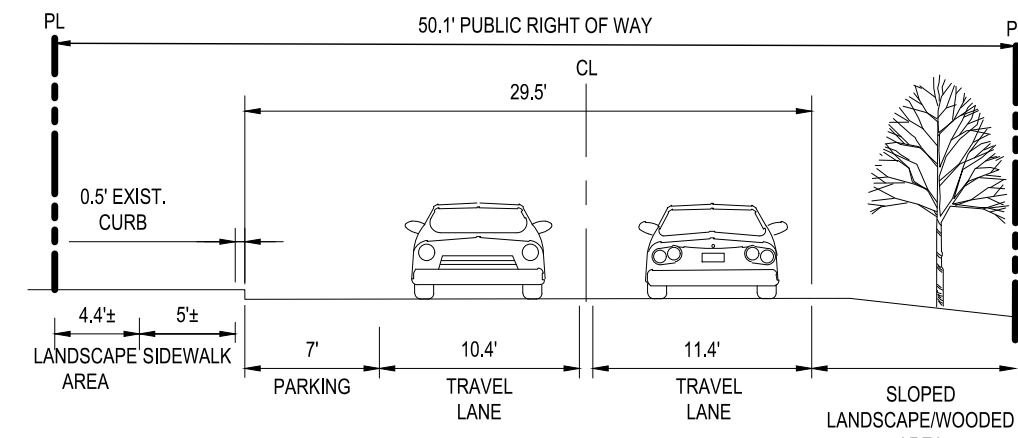 PL
50.1' PUBLIC RIGHT OF WAY
P
CL
29.5'
0.5' EXIST.
CURB
4.4'±
5'±
LANDSCAPE
AREA
SIDEWALK
7'
PARKING
10.4'
TRAVEL
LANE
11.4'
TRAVEL
LANE
SLOPED
LANDSCAPE/WOODED